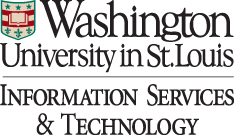 Washington
University in St. Louis
INFORMATION SERVICES
& TECHNOLOGY